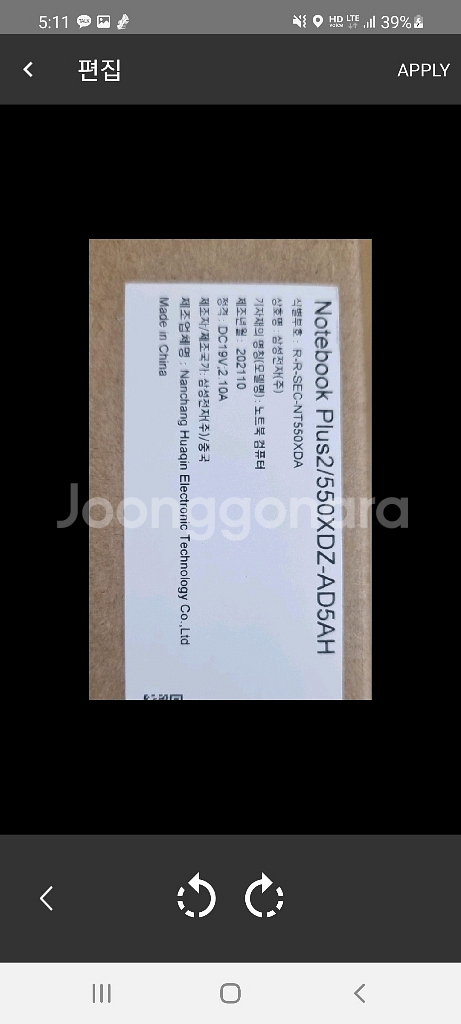 5:11
TALK
HD VOICE LTE 39%
편집
APPLY
Notebook Plus2/550XDZ-AD5AH
식별부호 : R-R-SEC-NT550XDA
상호명 : 삼성전자(주)
기자재의 명칭(모델명) : 노트북 컴퓨터
제조년월 : 202110
정격 : DC19V,2.10A
제조자/제조국가: 삼성전자(주)/중국
제조업체명 : Nanchang Huaqin Electronic Technology Co.,Ltd
Made in China
Joonggonara